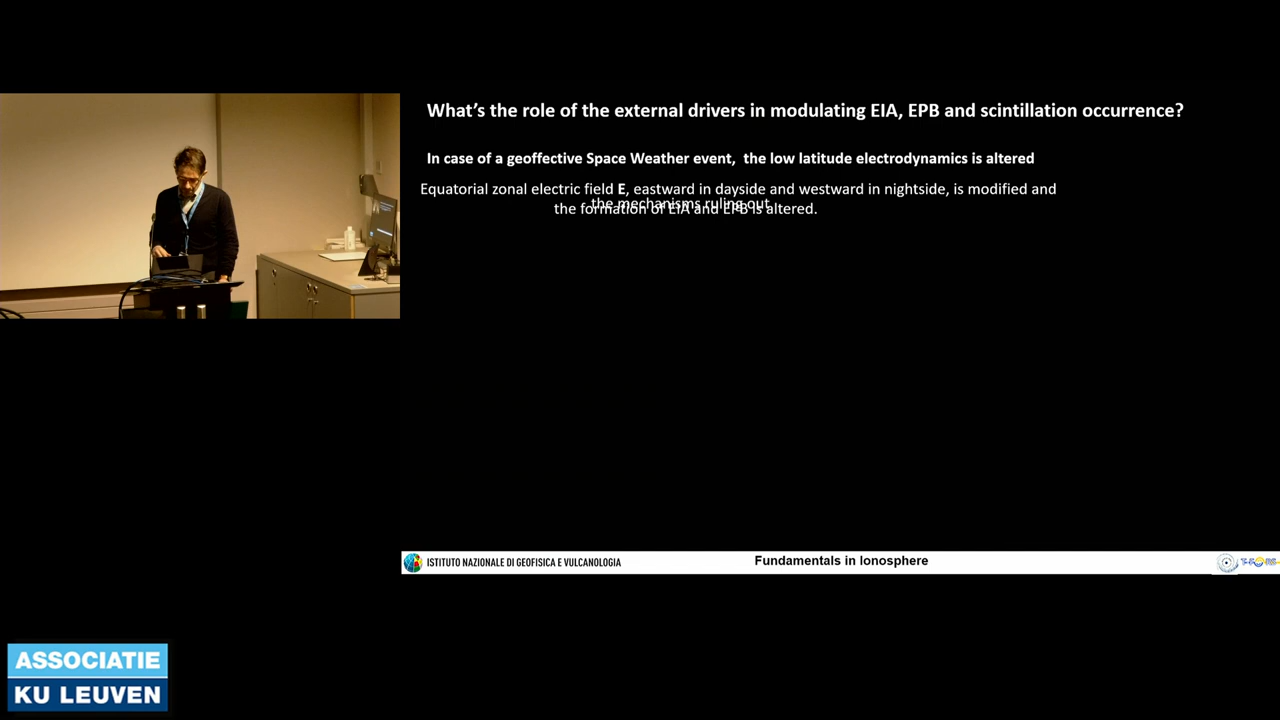 What's the role of the external drivers in modulating EIA, EPB and scintillation occurrence?
In case of a geoffective Space Weather event, the low latitude electrodynamics is altered
Equatorial zonal electric field E, eastward in dayside and westward in nightside, is modified and
the mechanisms ruling out
the formation of EIA and EPB is altered.
ISTITUTO NAZIONALE DI GEOFISICA E VULCANOLOGIA
Fundamentals in Ionosphere
ASSOCIATIE
KU LEUVEN